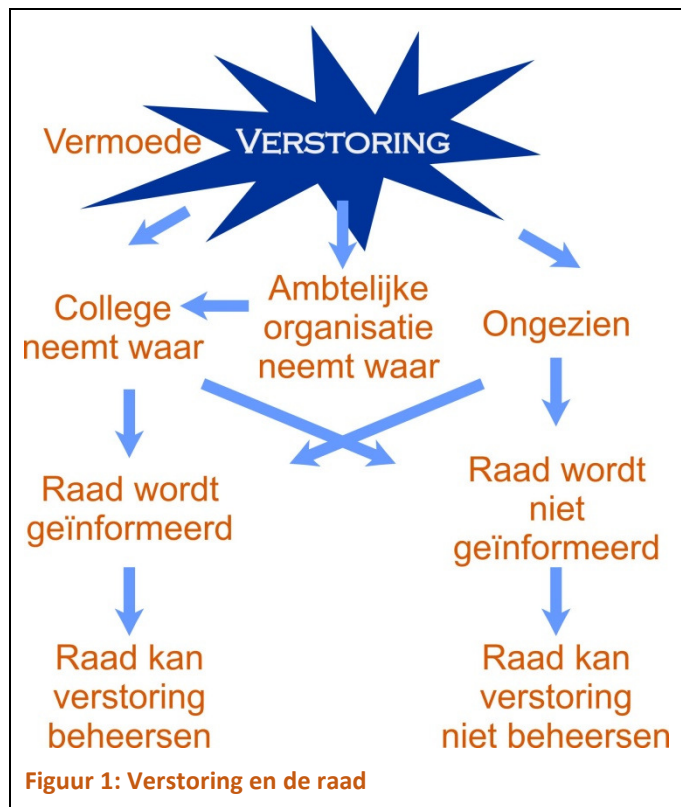 Vermoede VERSTORING
College
neemt waar
Ambtelijke
organisatie
neemt waar
Ongezien
Raad wordt
geïnformeerd
Raad wordt
niet
geïnformeerd
Raad kan
verstoring
beheersen
Raad kan
verstoring
niet beheersen
Figuur 1: Verstoring en de raad